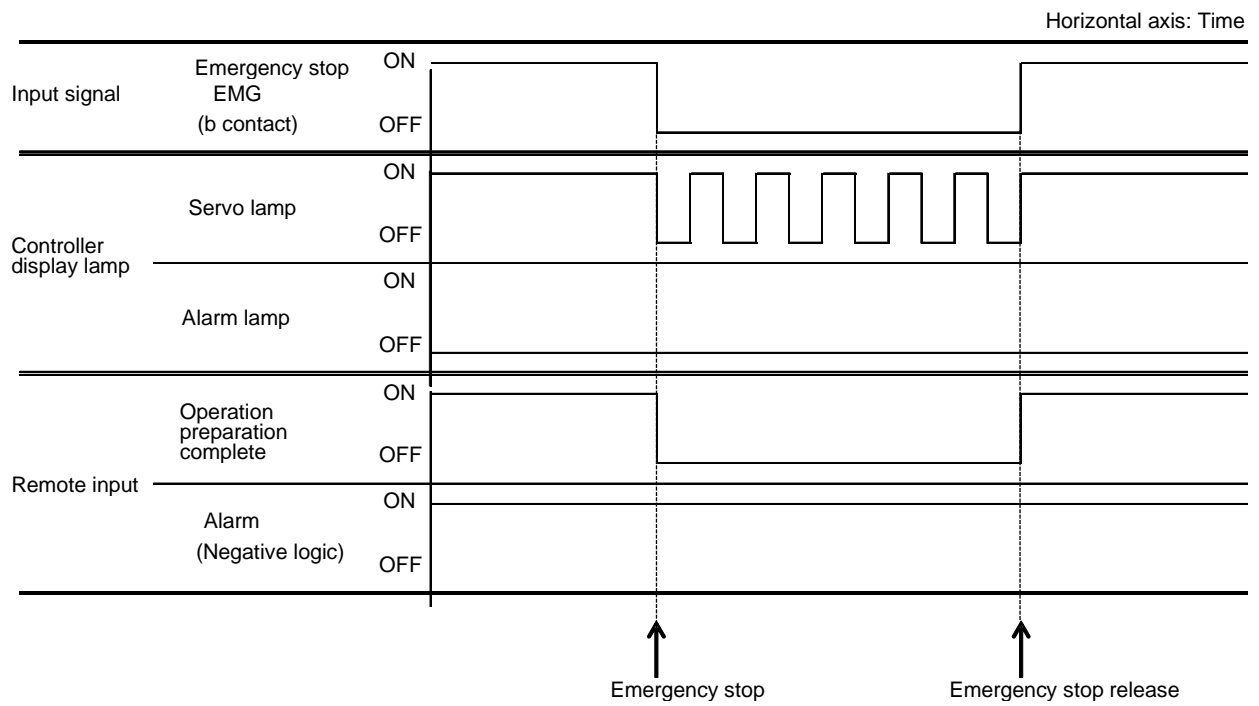 Horizontal axis: Time
Input signal
Emergency stop
EMG
(b contact)
ON
OFF
Controller
display lamp
Servo lamp
ON
OFF
Alarm lamp
ON
OFF
Remote input
Operation
preparation
complete
ON
OFF
Alarm
(Negative logic)
ON
OFF
Emergency stop
Emergency stop release